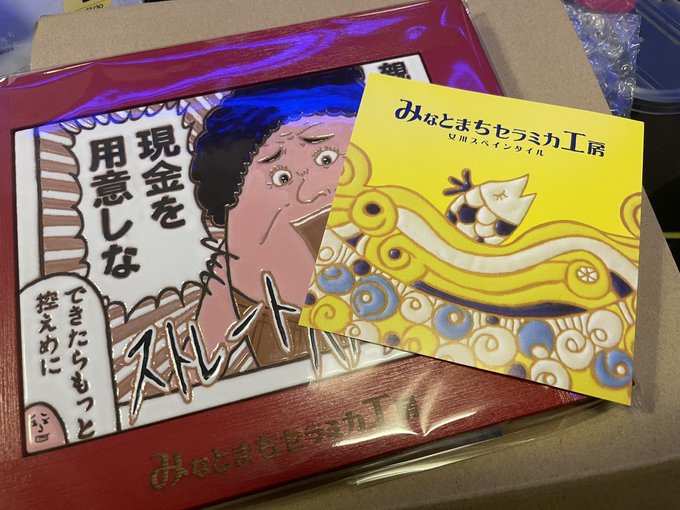 親
現金を
用意しな
できたらもっと
控えめに
ストレート
みなとまちセラミカ工房
みなとまちセラミカ工房
女川スペインタイル